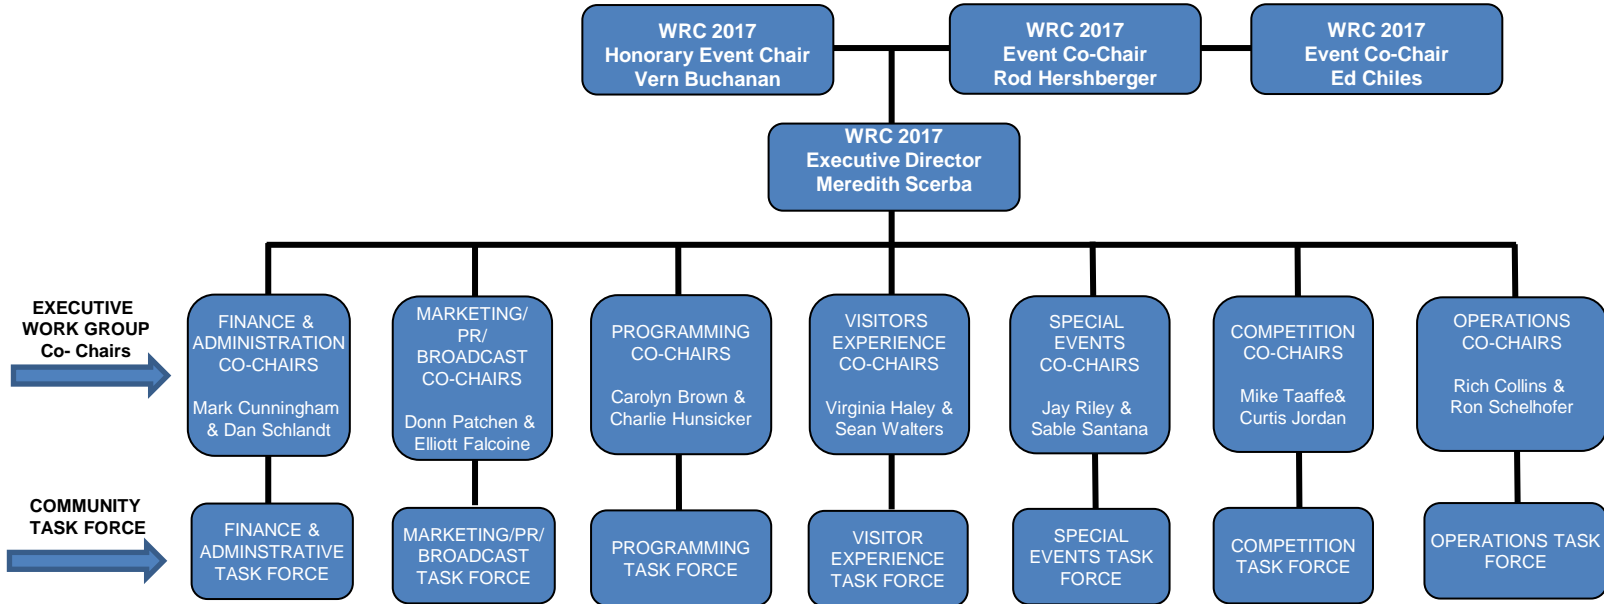 WRC 2017
Honorary Event Chair
Vern Buchanan
WRC 2017
Event Co-Chair
Rod Hershberger
WRC 2017
Event Co-Chair
Ed Chiles
WRC 2017
Executive Director
Meredith Scerba
EXECUTIVE
WORK GROUP
Co- Chairs
FINANCE &
ADMINISTRATION
CO-CHAIRS
Mark Cunningham
& Dan Schlandt
MARKETING/
PR/
BROADCAST
CO-CHAIRS
Donn Patchen &
Elliott Falcoine
PROGRAMMING
CO-CHAIRS
Carolyn Brown &
Charlie Hunsicker
VISITORS
EXPERIENCE
CO-CHAIRS
Virginia Haley &
Sean Walters
SPECIAL
EVENTS
CO-CHAIRS
Jay Riley &
Sable Santana
COMPETITION
CO-CHAIRS
Mike Taaffe&
Curtis Jordan
OPERATIONS
CO-CHAIRS
Rich Collins &
Ron Schelhofer
COMMUNITY
TASK FORCE
FINANCE &
ADMINSTRATIVE
TASK FORCE
MARKETING/PR/
BROADCAST
TASK FORCE
PROGRAMMING
TASK FORCE
VISITOR
EXPERIENCE
TASK FORCE
SPECIAL
EVENTS TASK
FORCE
COMPETITION
TASK FORCE
OPERATIONS TASK
FORCE